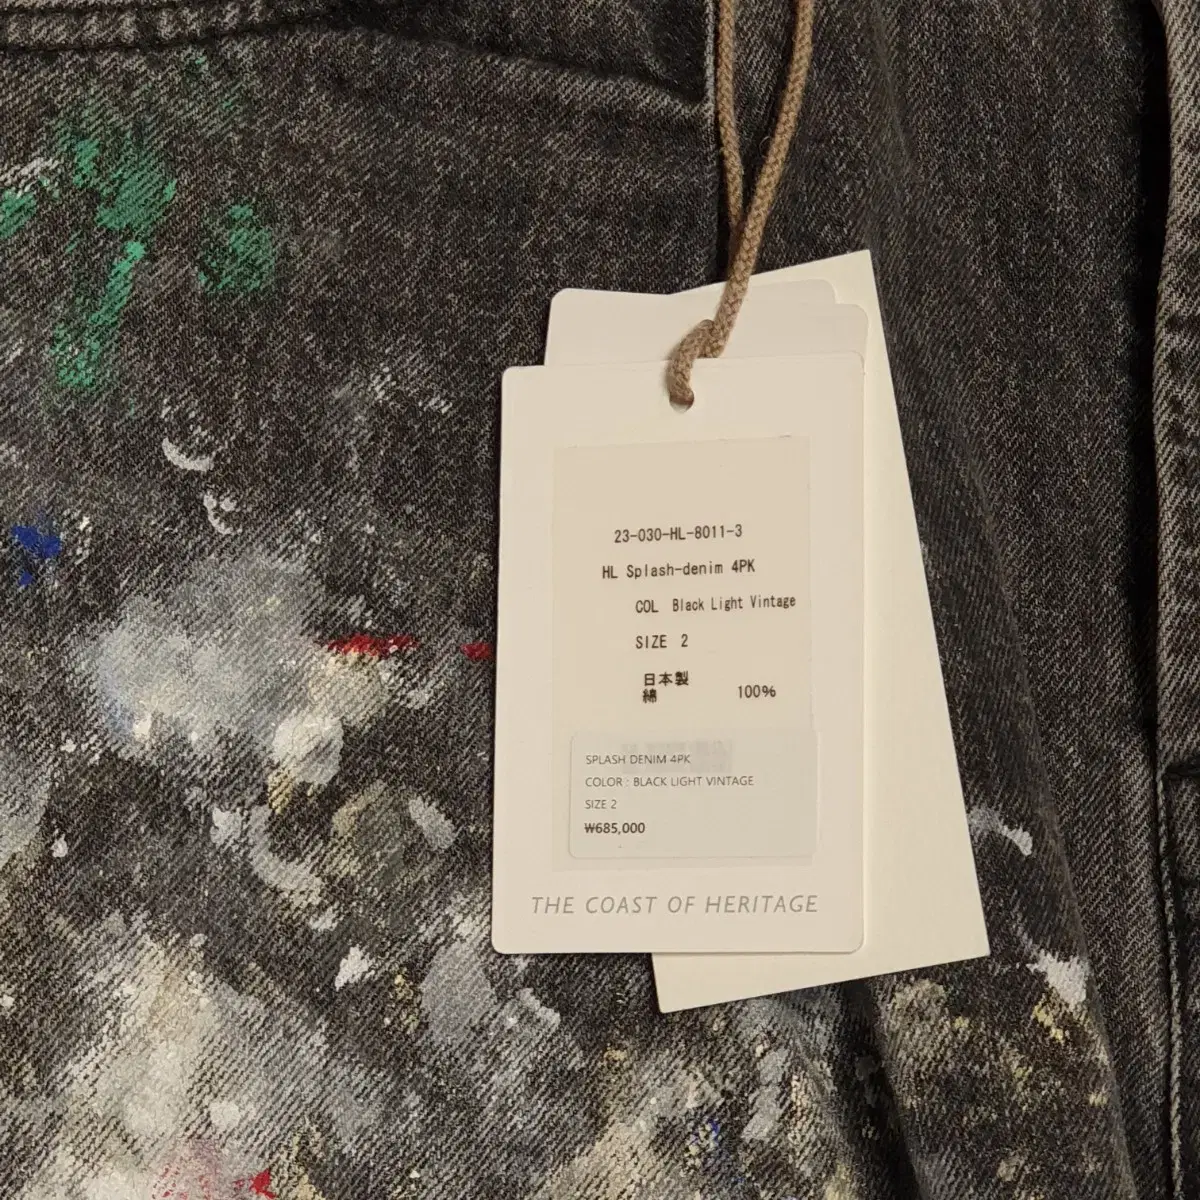 23-030-HL-8011-3
HL Splash-denim 4PK
COL Black Light Vintage
SIZE 2
日本製
綿 100%
SPLASH DENIM 4PK
COLOR : BLACK LIGHT VINTAGE
SIZE 2
₩685,000
THE COAST OF HERITAGE